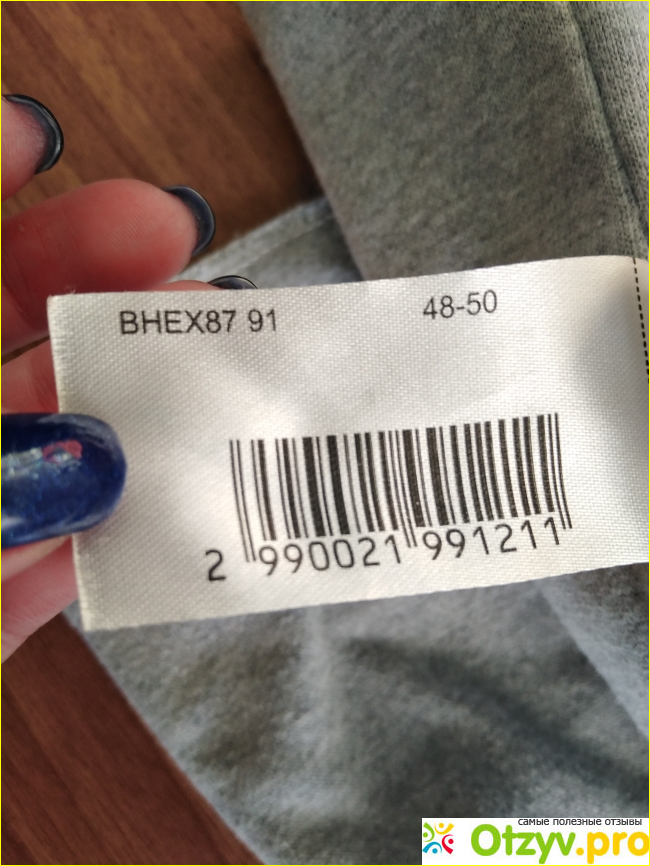 BHEX87 91 48-50
2 990021 991211
самые полезные отзывы
Otzyv.pro